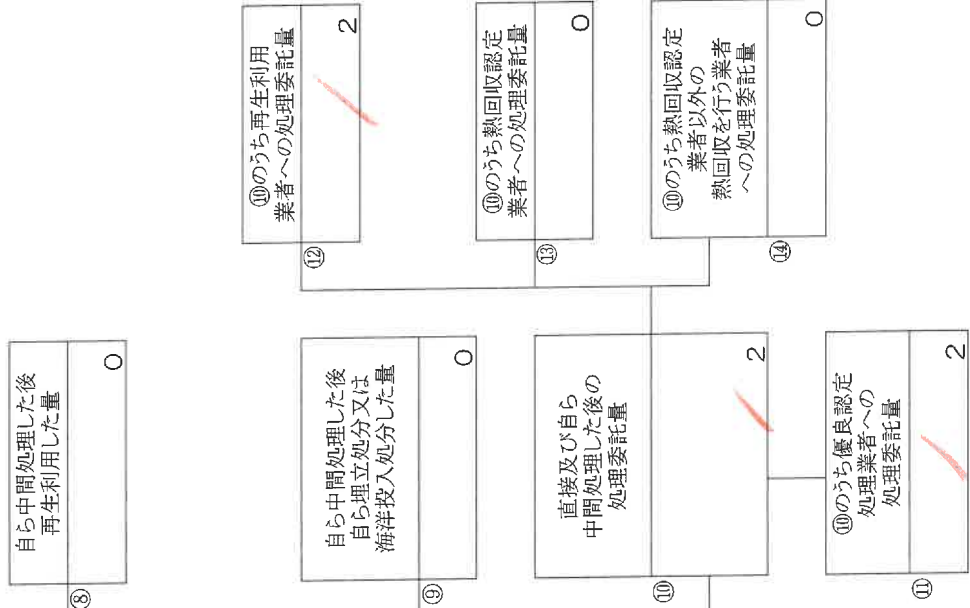 ⑧
自ら中間処理した後
再生利用した量
0
⑨
自ら中間処理した後
自ら埋立処分又は
海洋投入処分した量
0
⑩
直接及び自ら
中間処理した後の
処理委託量
2
⑪
⑩のうち優良認定
処理業者への
処理委託量
2
⑫
⑩のうち再生利用
業者への処理委託量
2
⑬
⑩のうち熱回収認定
業者への処理委託量
0
⑭
⑩のうち熱回収認定
業者以外の
熱回収を行う業者
への処理委託量
0